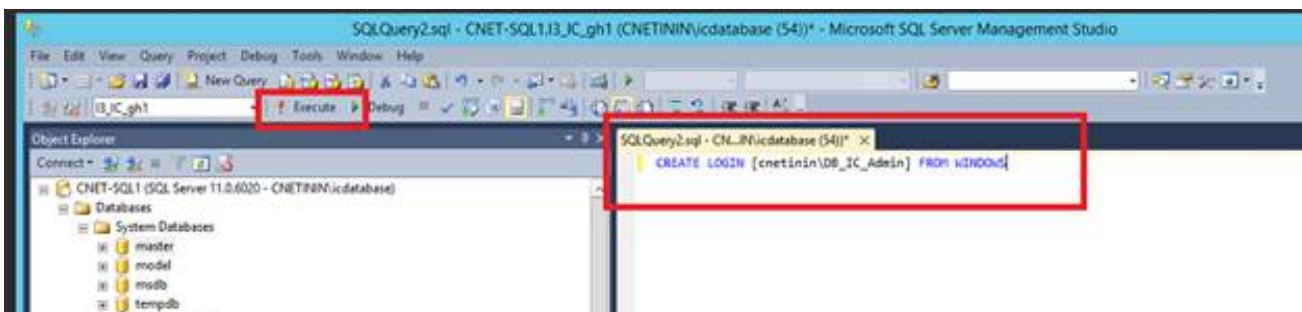 SQLQuery2.sql - CNET-SQL1.I3_IC_gh1 (CNETININ\icdatabase (54))* - Microsoft SQL Server Management Studio
File Edit View Query Project Debug Tools Window Help
New Query
I3_IC_gh1 Execute Debug
Object Explorer
SQLQuery2.sql - CN...IN\icdatabase (54))*
Connect
CREATE LOGIN [cnetinin\DB_IC_Admin] FROM WINDOWS
CNET-SQL1 (SQL Server 11.0.6020 - CNETININ\icdatabase)
Databases
System Databases
master
model
msdb
tempdb